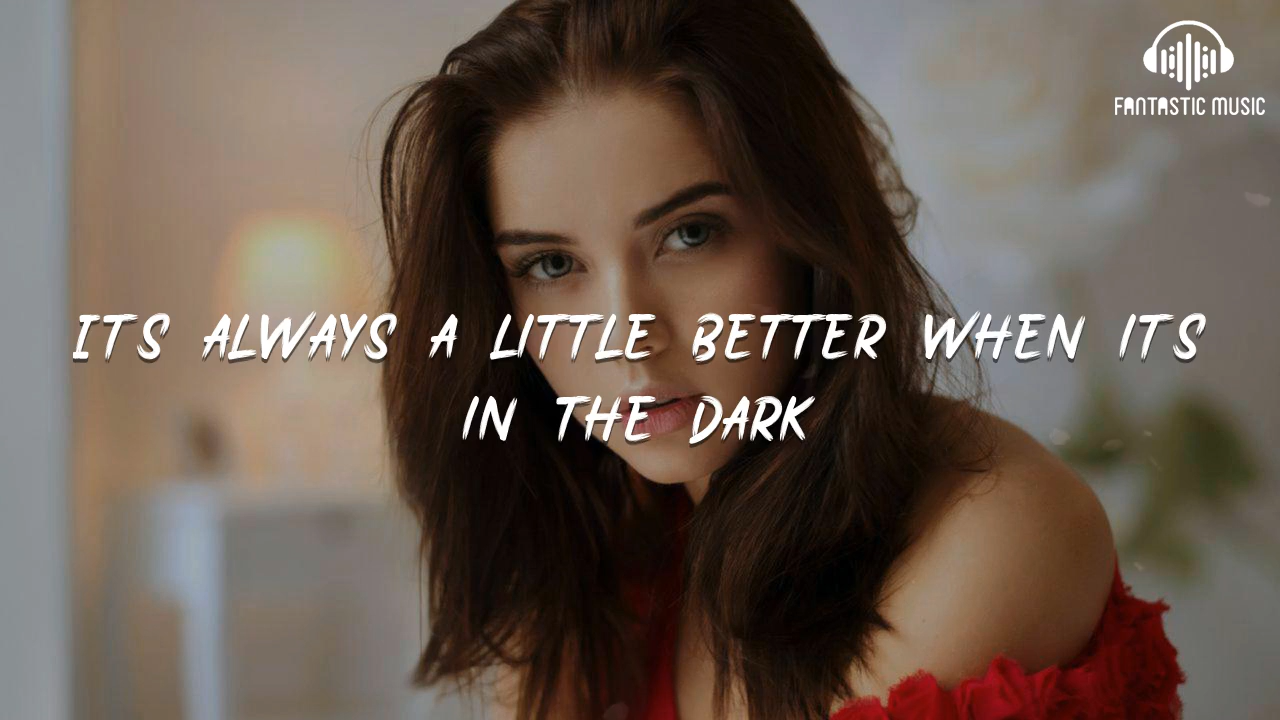 FANTASTIC MUSIC
ITS ALWAYS A LITTLE BETTER WHEN ITS
IN THE DARK